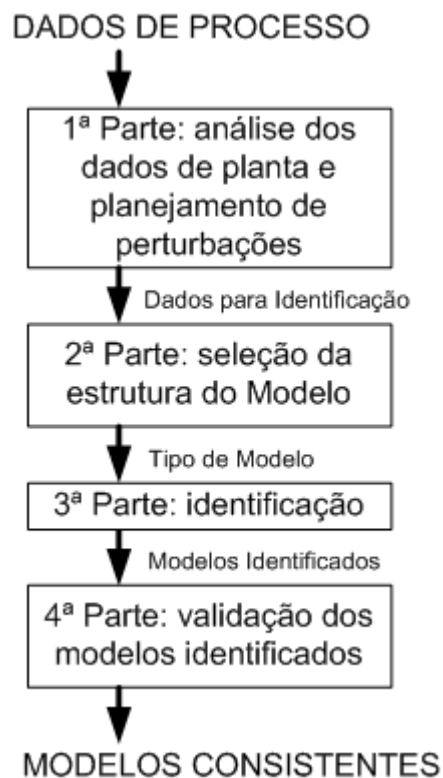 DADOS DE PROCESSO
1ª Parte: análise dos
dados de planta e
planejamento de
perturbações
Dados para Identificação
2ª Parte: seleção da
estrutura do Modelo
Tipo de Modelo
3ª Parte: identificação
Modelos Identificados
4ª Parte: validação dos
modelos identificados
MODELOS CONSISTENTES